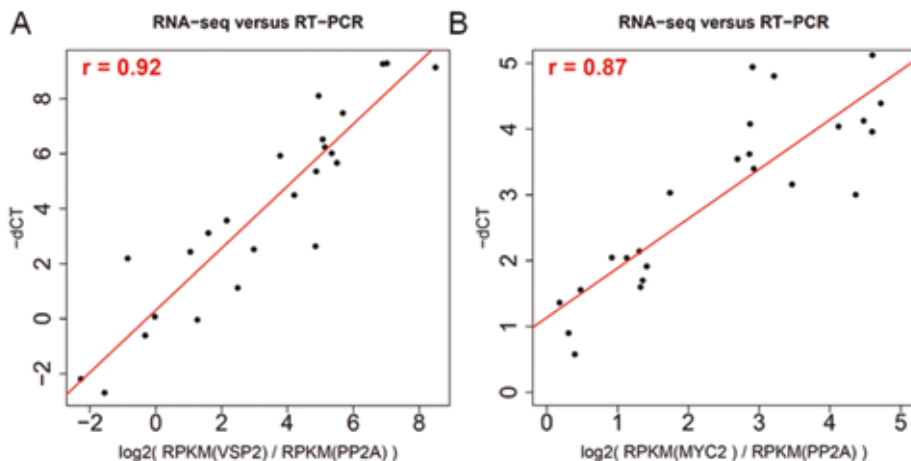 A
RNA-seq versus RT-PCR
r = 0.92
-dCT
8
6
4
2
0
-2
-2 0 2 4 6 8
log2( RPKM(VSP2) / RPKM(PP2A) )
B
RNA-seq versus RT-PCR
r = 0.87
-dCT
5
4
3
2
1
0
0 1 2 3 4 5
log2( RPKM(MYC2 ) / RPKM(PP2A) )